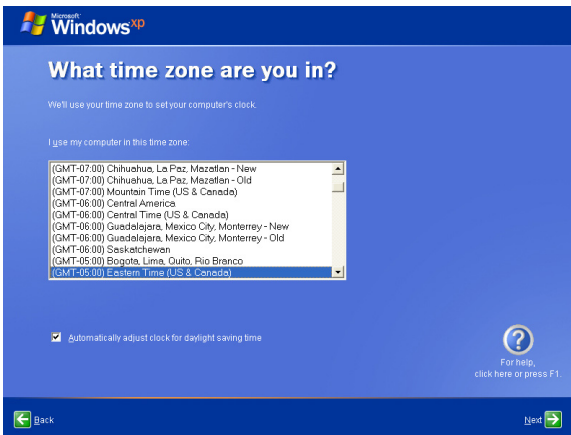 Microsoft
Windows xp
What time zone are you in?
We'll use your time zone to set your computer's clock.
I use my computer in this time zone:
(GMT-07:00) Chihuahua, La Paz, Mazatlan - New
(GMT-07:00) Chihuahua, La Paz, Mazatlan - Old
(GMT-07:00) Mountain Time (US & Canada)
(GMT-06:00) Central America
(GMT-06:00) Central Time (US & Canada)
(GMT-06:00) Guadalajara, Mexico City, Monterrey - New
(GMT-06:00) Guadalajara, Mexico City, Monterrey - Old
(GMT-06:00) Saskatchewan
(GMT-05:00) Bogota, Lima, Quito, Rio Branco
(GMT-05:00) Eastern Time (US & Canada)
Automatically adjust clock for daylight saving time
?
For help,
click here or press F1.
Back
Next